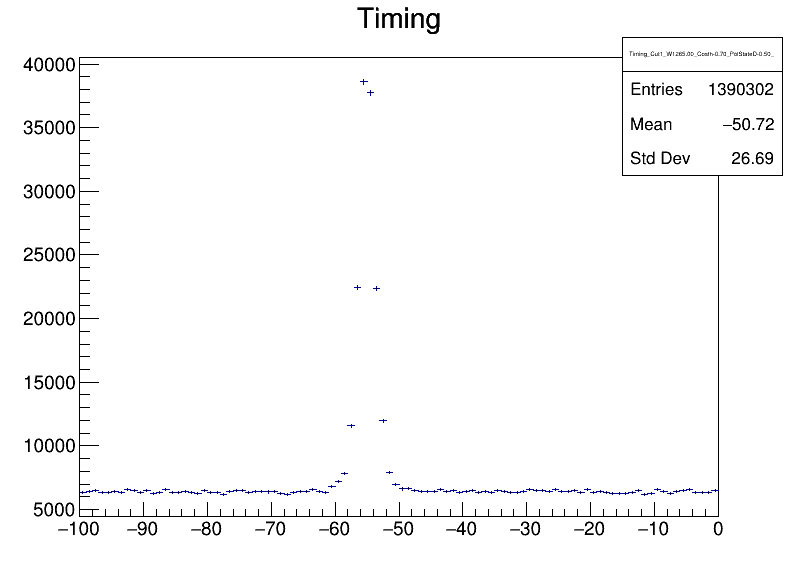 Timing
Timing_Cut1_W1265.00_Costh-0.70_PolStateD-0.50_
Entries 1390302
Mean −50.72
Std Dev 26.69
40000
35000
30000
25000
20000
15000
10000
5000
−100 −90 −80 −70 −60 −50 −40 −30 −20 −10 0